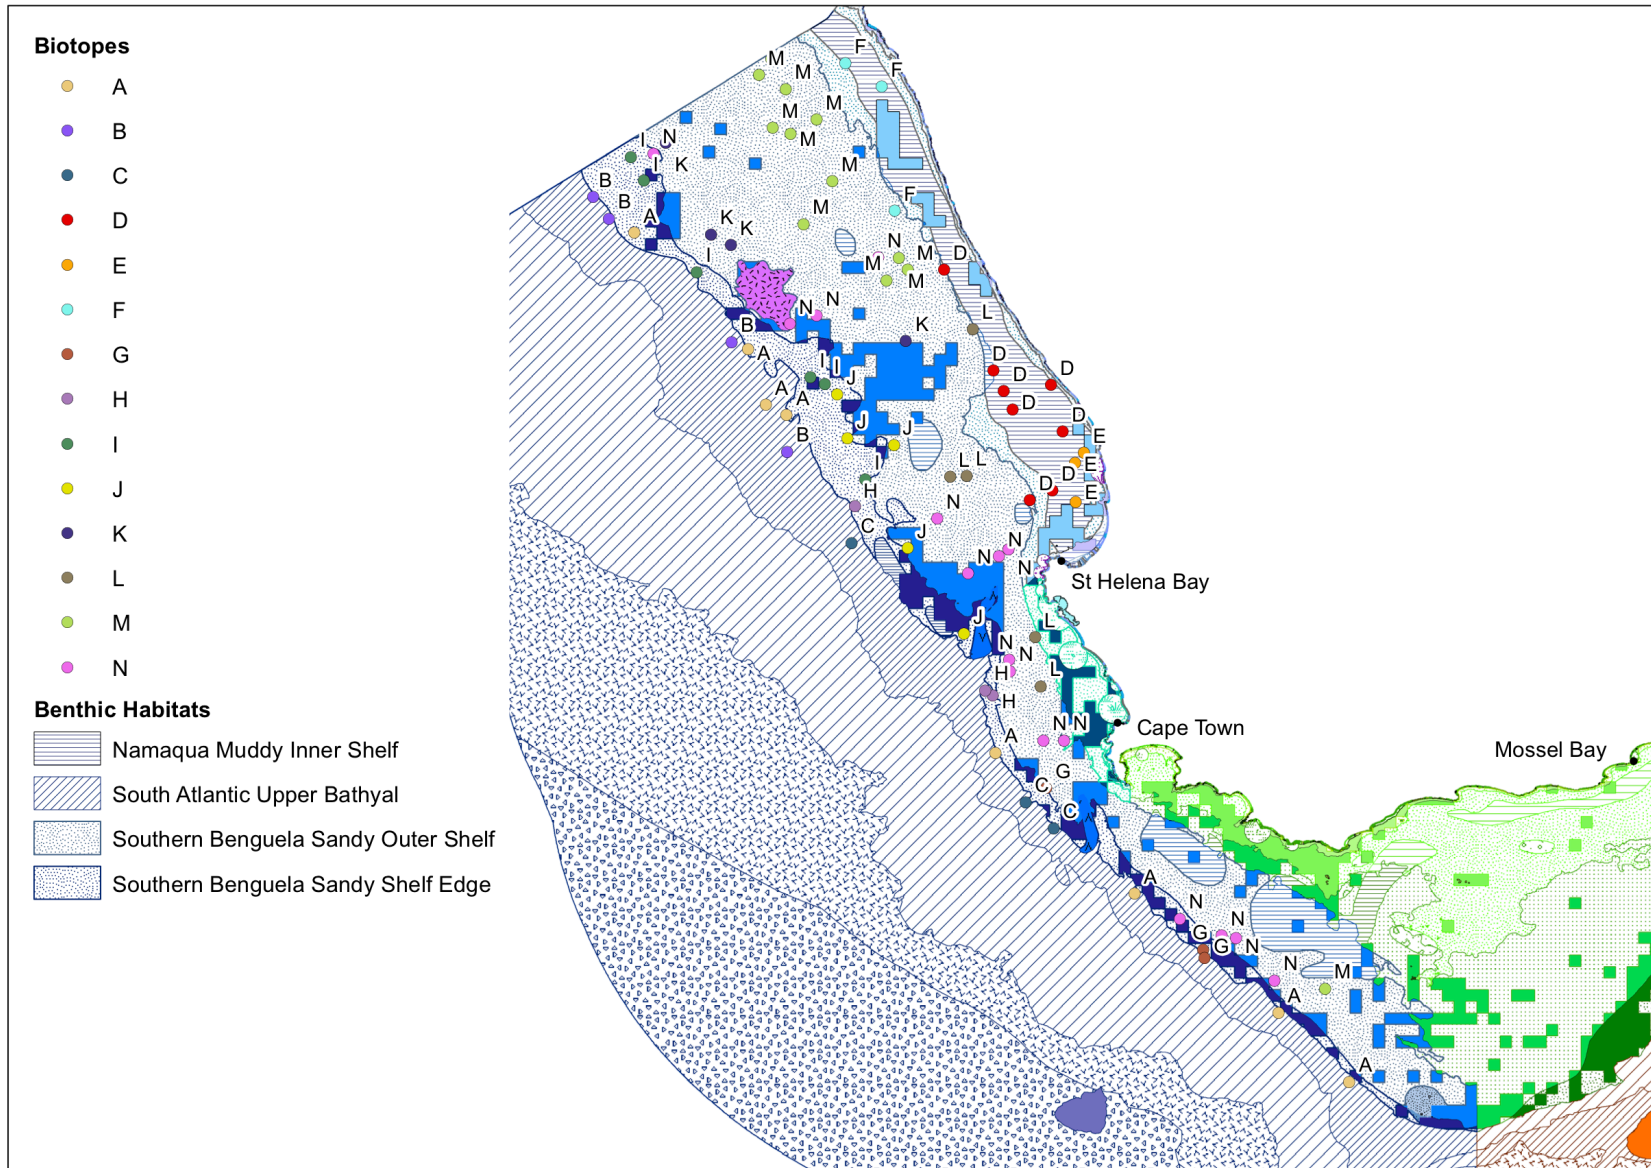 Biotopes
A
B
C
D
E
F
G
H
I
J
K
L
M
N
Benthic Habitats
Namaqua Muddy Inner Shelf
South Atlantic Upper Bathyal
Southern Benguela Sandy Outer Shelf
Southern Benguela Sandy Shelf Edge
F
M
F
M
M
M
M
I
N
I
K
M
B
B
F
A
M
K
K
N
M
D
I
M
M
N
N
L
B
K
A
I
I
J
D
D
D
A
A
D
D
J
J
B
E
I
L
L
E
D
D
H
E
N
C
J
N
N
N
St Helena Bay
J
L
N
N
H
L
H
N
N
Cape Town
A
Mossel Bay
G
C
C
A
N
N
G
G
N
N
M
A
A